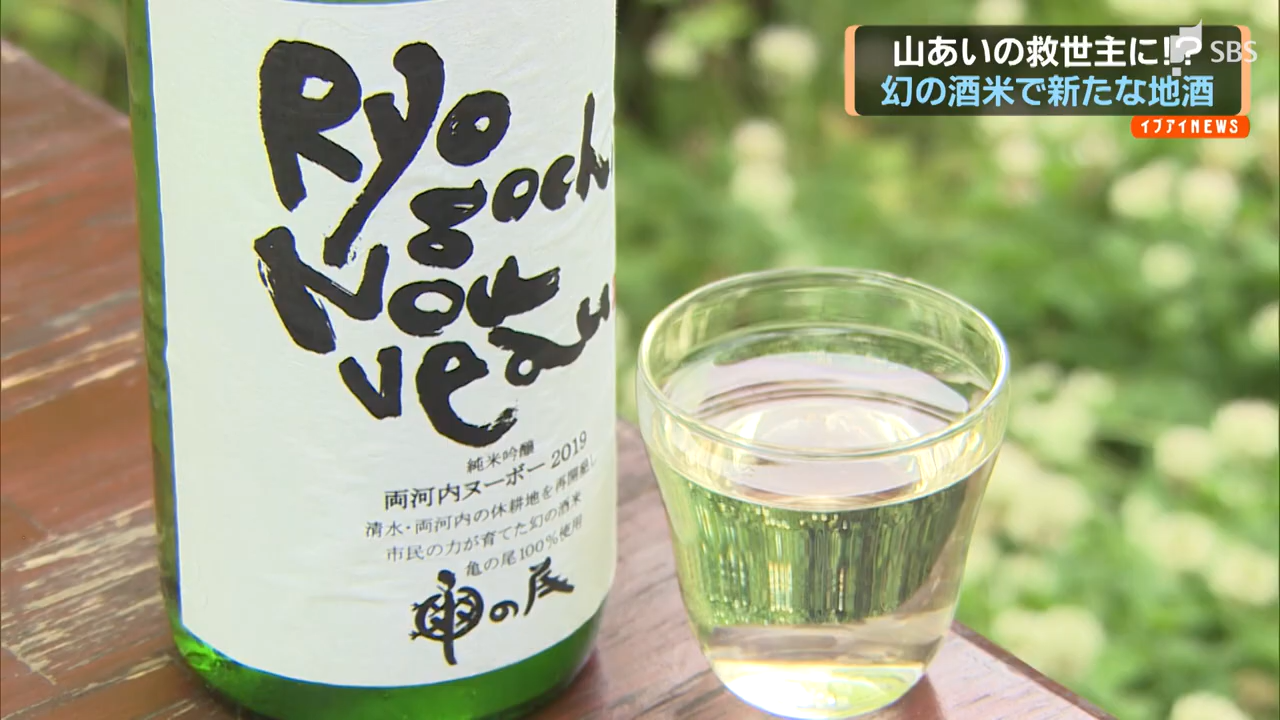 山あいの救世主に!?
SBS
幻の酒米で新たな地酒
イブアイNEWS
Ryo
goch
Nou
veau
純米吟醸
両河内ヌーボー 2019
清水・両河内の休耕地を再開墾し
市民の力が育てた幻の酒米
亀の尾100%使用
亀の尾